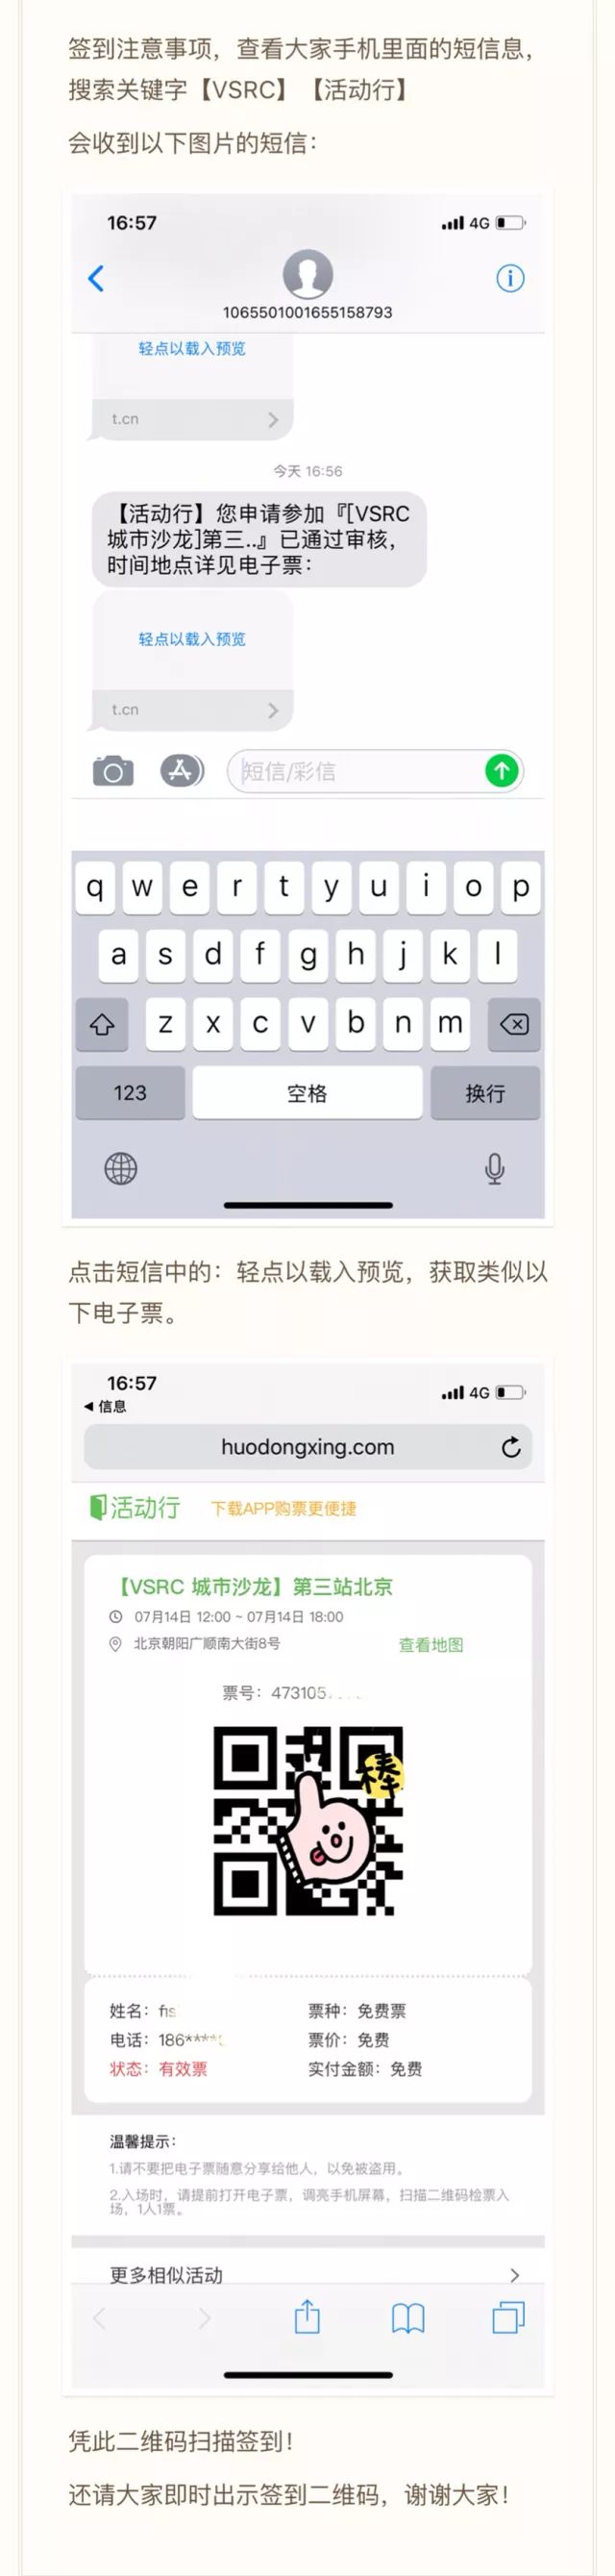 签到注意事项，查看大家手机里面的短信息，
搜索关键字【VSRC】【活动行】
会收到以下图片的短信：
16:57
4G
1065501001655158793
轻点以载入预览
t.cn
今天 16:56
【活动行】您申请参加『[VSRC
城市沙龙]第三..』已通过审核，
时间地点详见电子票：
轻点以载入预览
t.cn
短信/彩信
q w e r t y u i o p
a s d f g h j k l
z x c v b n m
123 空格 换行
点击短信中的：轻点以载入预览，获取类似以
下电子票。
16:57
4G
信息
huodongxing.com
活动行 下载APP购票更便捷
【VSRC 城市沙龙】第三站北京
07月14日 12:00 ~ 07月14日 18:00
北京朝阳广顺南大街8号 查看地图
票号：473105
棒
姓名：fis 票种：免费票
电话：186**** 票价：免费
状态：有效票 实付金额：免费
温馨提示：
1.请不要把电子票随意分享给他人，以免被盗用。
2.入场时，请提前打开电子票，调亮手机屏幕，扫描二维码检票入
场，1人1票。
更多相似活动
凭此二维码扫描签到！
还请大家即时出示签到二维码，谢谢大家！